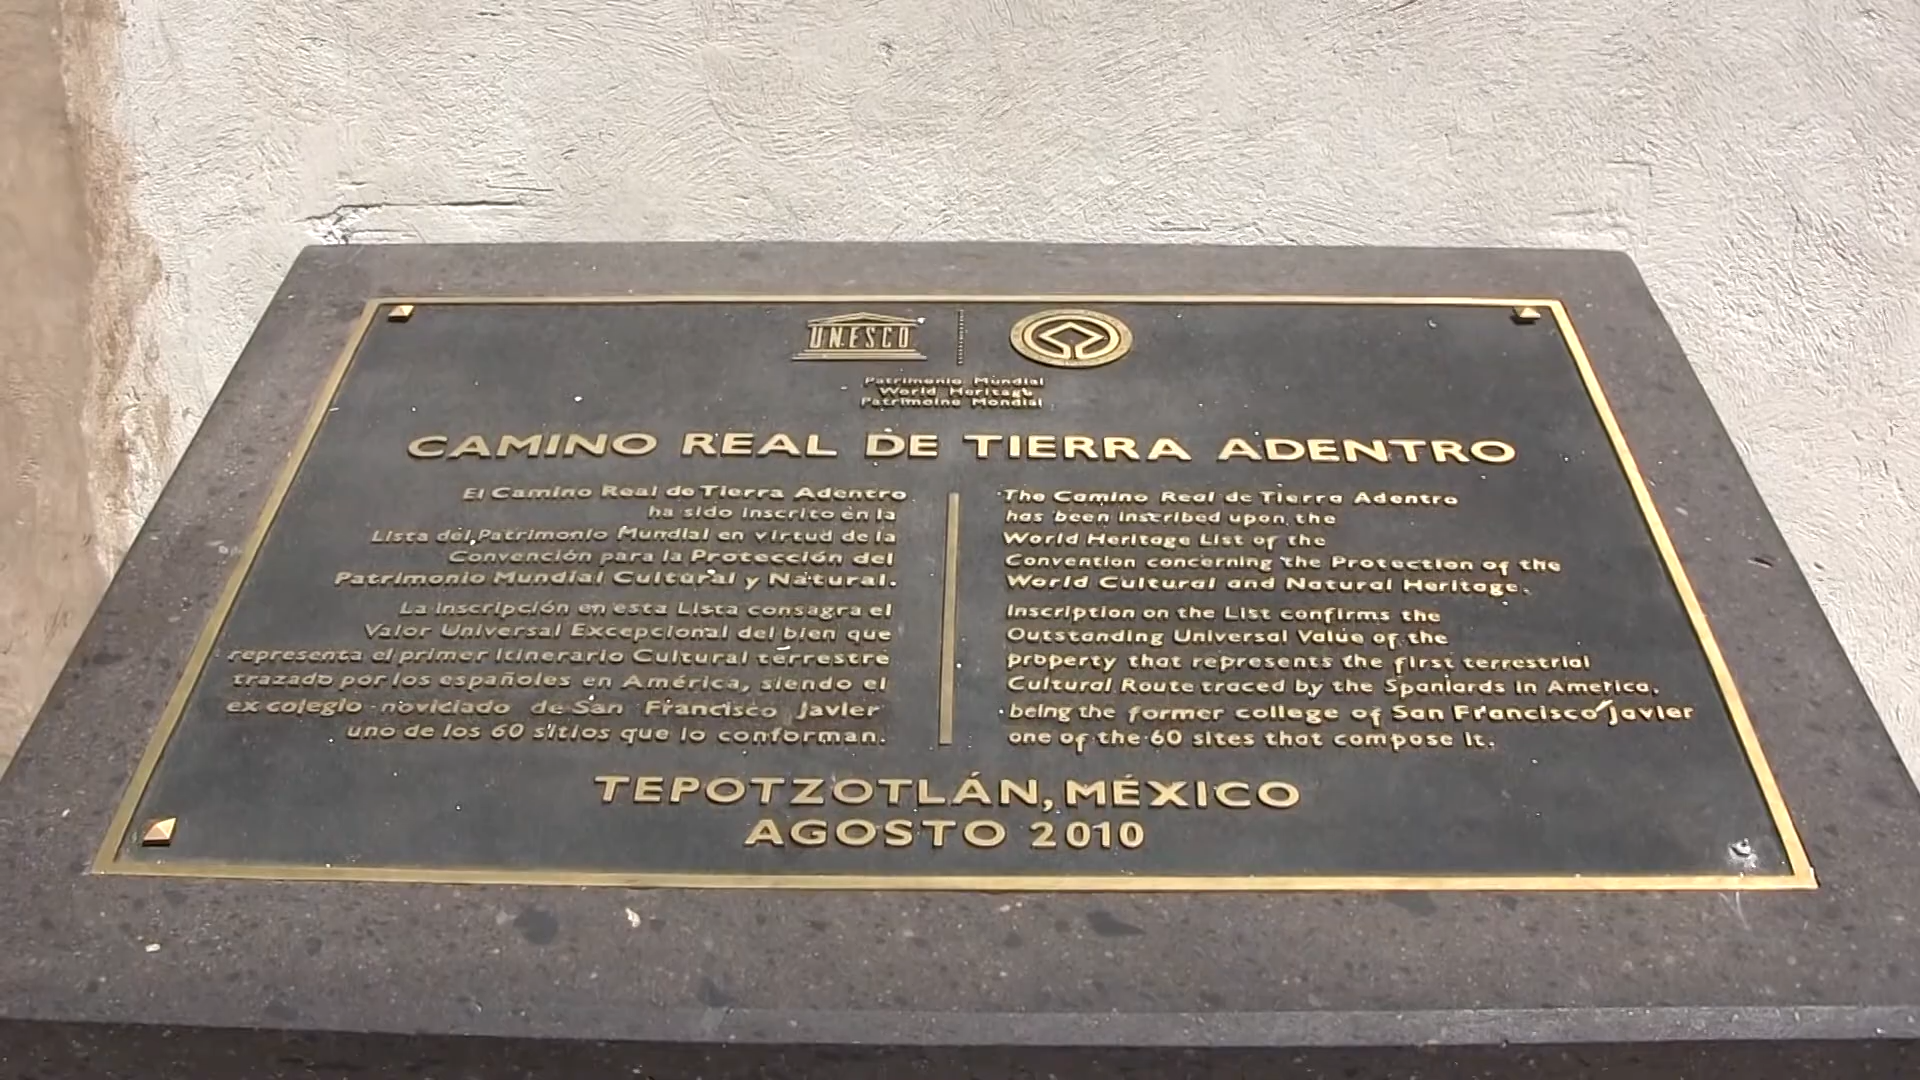 UNESCO
Patrimonio Mundial
World Heritage
Patrimoine Mondial
CAMINO REAL DE TIERRA ADENTRO
El Camino Real de Tierra Adentro
ha sido inscrito en la
Lista del Patrimonio Mundial en virtud de la
Convención para la Protección del
Patrimonio Mundial Cultural y Natural.
La inscripción en esta Lista consagra el
Valor Universal Excepcional del bien que
representa el primer Itinerario Cultural terrestre
trazado por los españoles en América, siendo el
ex colegio noviciado de San Francisco Javier
uno de los 60 sitios que lo conforman.
The Camino Real de Tierra Adentro
has been inscribed upon the
World Heritage List of the
Convention concerning the Protection of the
World Cultural and Natural Heritage.
Inscription on the List confirms the
Outstanding Universal Value of the
property that represents the first terrestrial
Cultural Route traced by the Spaniards in America,
being the former college of San Francisco Javier
one of the 60 sites that compose it.
TEPOTZOTLÁN, MÉXICO
AGOSTO 2010